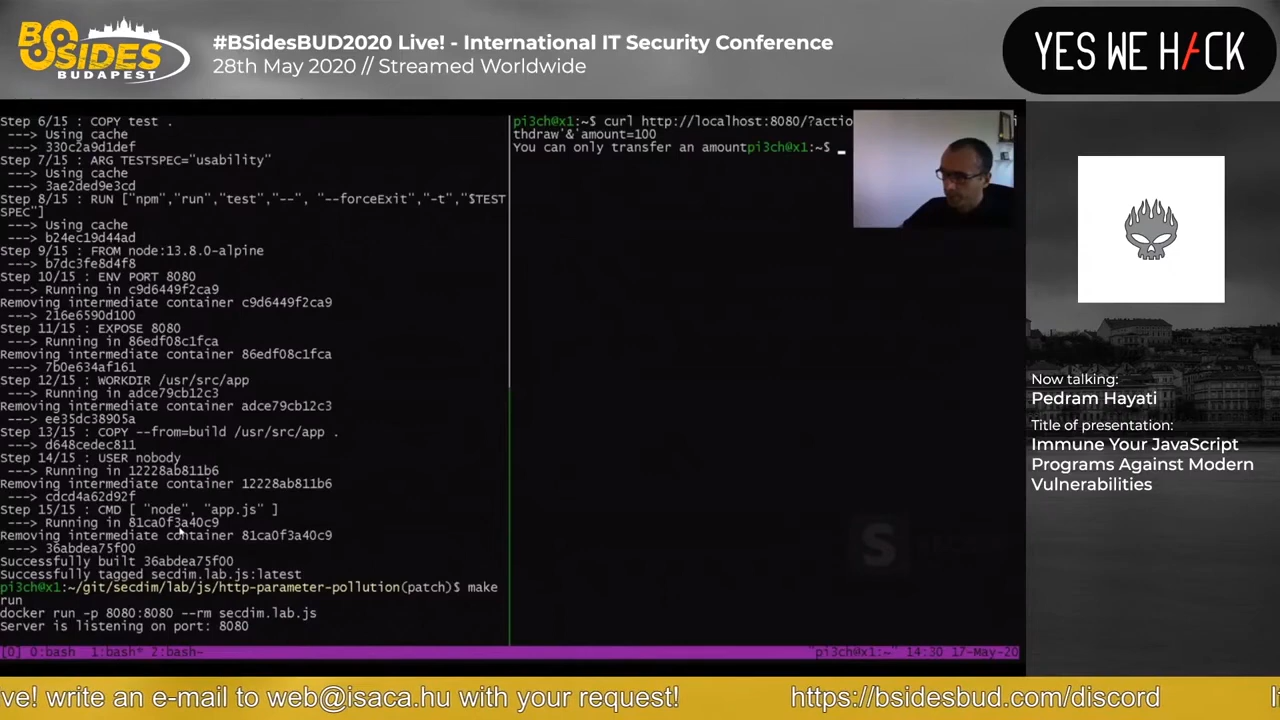 BSIDES
BUDAPEST
#BSidesBUD2020 Live! - International IT Security Conference
28th May 2020 // Streamed Worldwide
YES WE H/CK
Step 6/15 : COPY test .
---> Using cache
---> 330c2a9d1def
Step 7/15 : ARG TESTSPEC="usability"
---> Using cache
---> 3ae2ded9e3cd
Step 8/15 : RUN ["npm","run","test","--", "--forceExit","-t","$TEST
SPEC"]
---> Using cache
---> b24ec19d44ad
Step 9/15 : FROM node:13.8.0-alpine
---> b7dc3fe8d4f8
Step 10/15 : ENV PORT 8080
---> Running in c9d6449f2ca9
Removing intermediate container c9d6449f2ca9
---> 216e6590d100
Step 11/15 : EXPOSE 8080
---> Running in 86edf08c1fca
Removing intermediate container 86edf08c1fca
---> 7b0e634af161
Step 12/15 : WORKDIR /usr/src/app
---> Running in adce79cb12c3
Removing intermediate container adce79cb12c3
---> ee35dc38905a
Step 13/15 : COPY --from=build /usr/src/app .
---> d648cedec811
Step 14/15 : USER nobody
---> Running in 12228ab811b6
Removing intermediate container 12228ab811b6
---> cdcd4a62d92f
Step 15/15 : CMD [ "node", "app.js" ]
---> Running in 81ca0f3a40c9
Removing intermediate container 81ca0f3a40c9
---> 36abdea75f00
Successfully built 36abdea75f00
Successfully tagged secdim.lab.js:latest
pi3ch@x1:~/git/secdim/lab/js/http-parameter-pollution(patch)$ make
run
docker run -p 8080:8080 --rm secdim.lab.js
Server is listening on port: 8080
pi3ch@x1:~$ curl http://localhost:8080/?actio
thdraw'&'amount=100
You can only transfer an amountpi3ch@x1:~$
S
[0] 0:bash 1:bash* 2:bash-
"pi3ch@x1:~" 14:30 17-May-20
Now talking:
Pedram Hayati
Title of presentation:
Immune Your JavaScript
Programs Against Modern
Vulnerabilities
ve! write an e-mail to web@isaca.hu with your request!
https://bsidesbud.com/discord